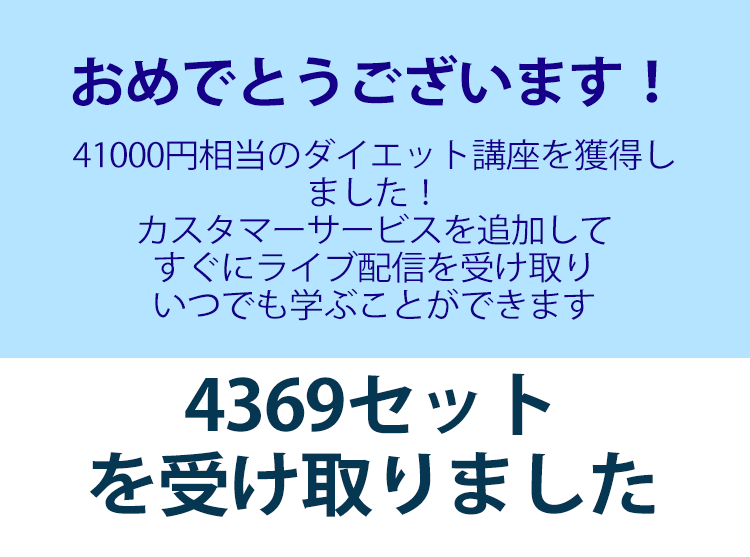 おめでとうございます！
41000円相当のダイエット講座を獲得し
ました！
カスタマーサービスを追加して
すぐにライブ配信を受け取り
いつでも学ぶことができます
4369セット
を受け取りました